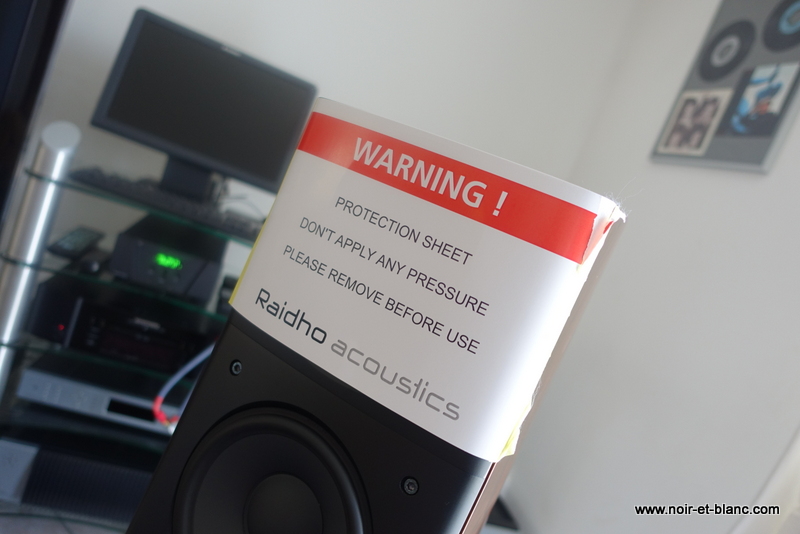 WARNING !
PROTECTION SHEET
DON'T APPLY ANY PRESSURE
PLEASE REMOVE BEFORE USE
Raidho acoustics
www.noir-et-blanc.com